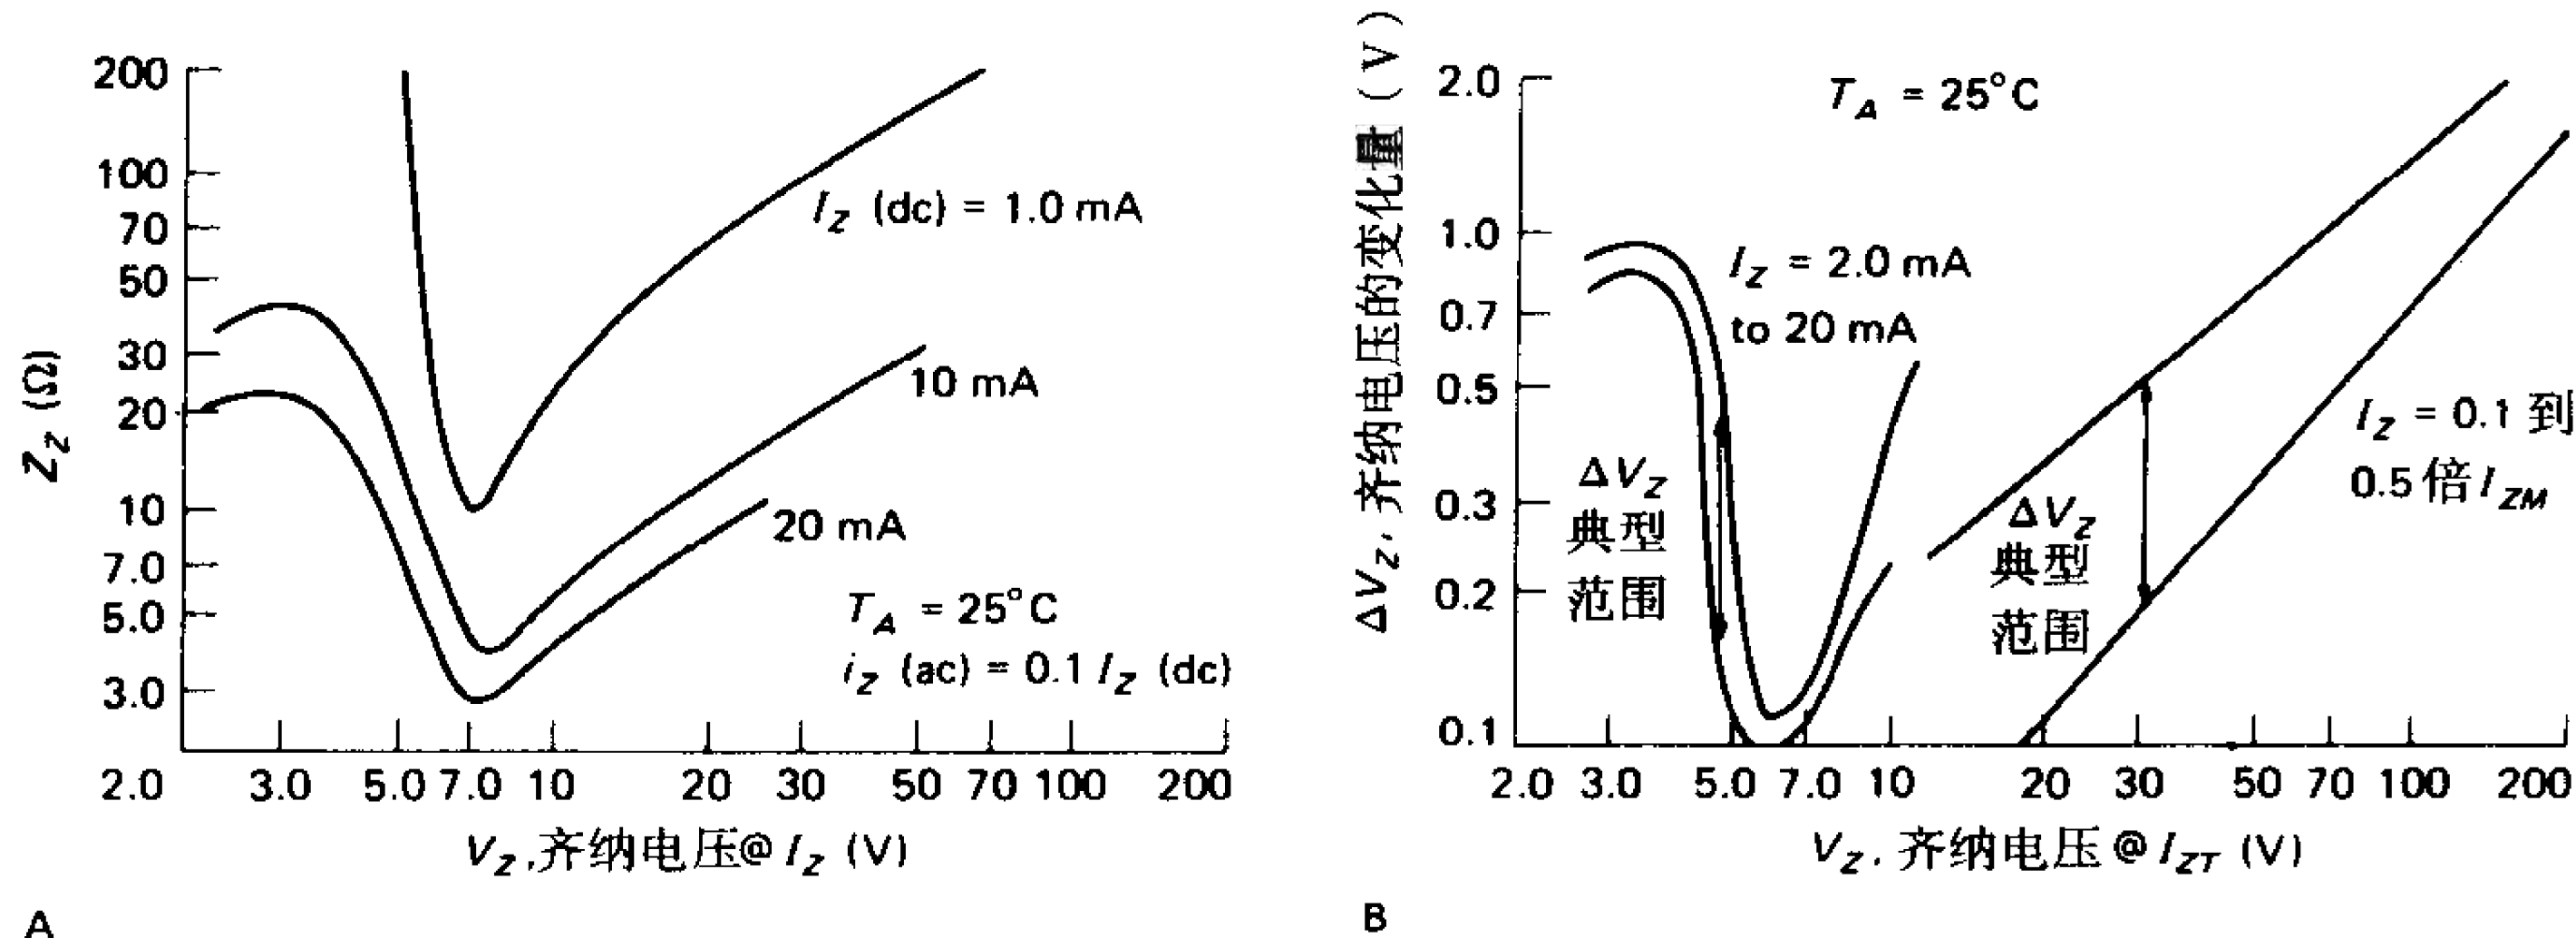 200
100
70
50
30
20
10
7.0
5.0
3.0
Z_Z (Ω)
I_Z (dc) = 1.0 mA
10 mA
20 mA
T_A = 25°C
i_Z (ac) = 0.1 I_Z (dc)
2.0 3.0 5.0 7.0 10 20 30 50 70 100 200
V_Z,齐纳电压@ I_Z (V)
A
ΔV_Z, 齐纳电压的变化量 (V)
2.0
1.0
0.7
0.5
0.3
0.2
0.1
T_A = 25°C
I_Z = 2.0 mA
to 20 mA
ΔV_Z
典型
范围
ΔV_Z
典型
范围
I_Z = 0.1 到
0.5 倍 I_ZM
2.0 3.0 5.0 7.0 10 20 30 50 70 100 200
V_Z, 齐纳电压 @ I_ZT (V)
B